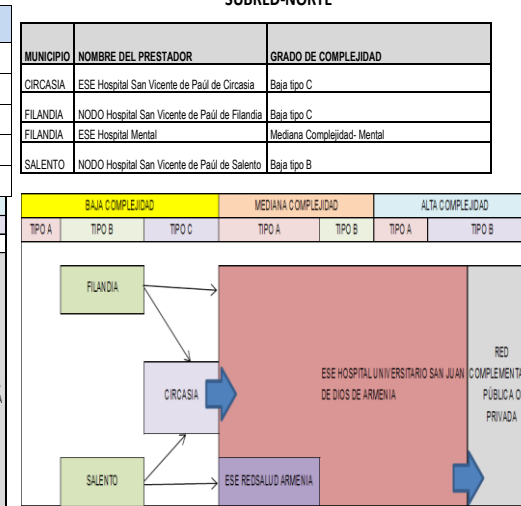 SUBRED-NORTE
MUNICIPIO NOMBRE DEL PRESTADOR GRADO DE COMPLEJIDAD
CIRCASIA ESE Hospital San Vicente de Paúl de Circasia Baja tipo C
FILANDIA NODO Hospital San Vicente de Paúl de Filandia Baja tipo C
FILANDIA ESE Hospital Mental Mediana Complejidad- Mental
SALENTO NODO Hospital San Vicente de Paúl de Salento Baja tipo B
BAJA COMPLEJIDAD MEDIANA COMPLEJIDAD ALTA COMPLEJIDAD
TIPO A TIPO B TIPO C TIPO A TIPO B TIPO A TIPO B
FILANDIA
CIRCASIA
SALENTO
ESE HOSPITAL UNIVERSITARIO SAN JUAN
DE DIOS DE ARMENIA
ESE REDSALUD ARMENIA
RED
COMPLEMENTA
PÚBLICA O
PRIVADA